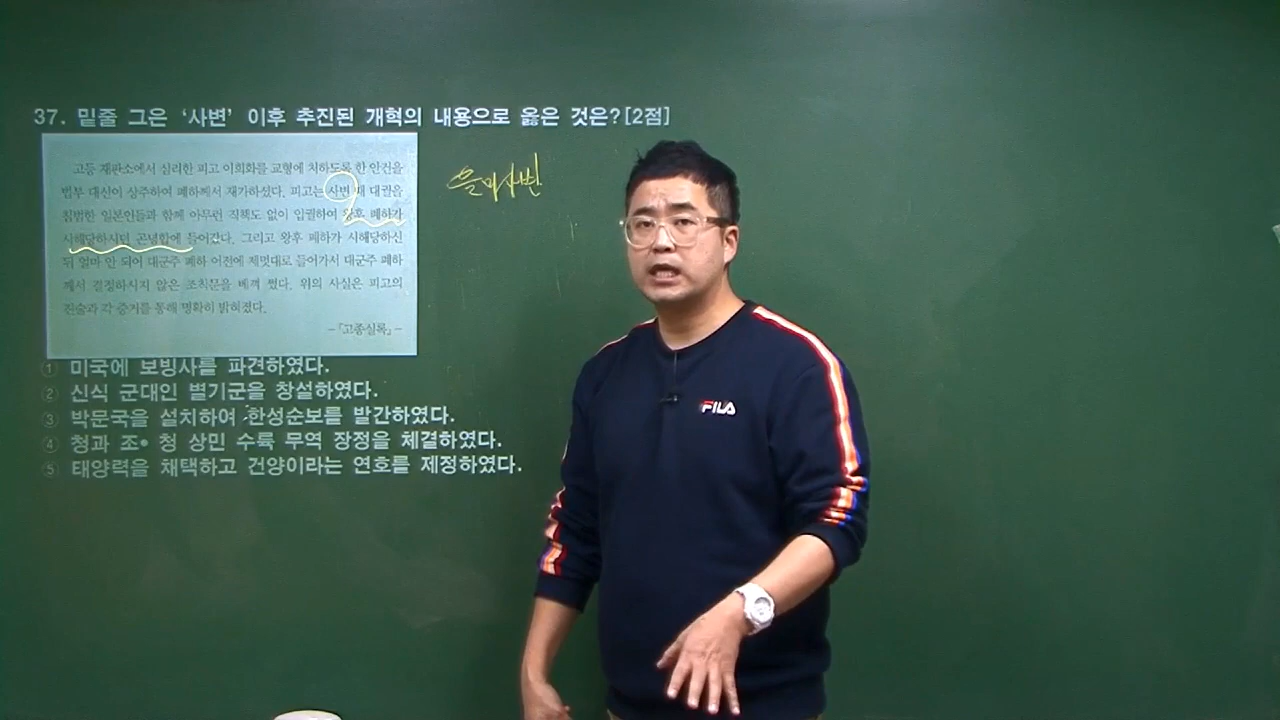 37. 밑줄 그은 '사변' 이후 추진된 개혁의 내용으로 옳은 것은?[2점]
고등 재판소에서 심리한 피고 이희화를 교형에 처하도록 한 안건을
법부 대신이 상주하여 폐하께서 재가하셨다. 피고는 사변 때 대궐을
침범한 일본인들과 함께 아무런 직책도 없이 입궐하여 왕후 폐하가
시해당하시던 곤녕합에 들어갔다. 그리고 왕후 폐하가 시해당하신
뒤 얼마 안 되어 대군주 폐하 어전에 제멋대로 들어가서 대군주 폐하
께서 결정하시지 않은 조칙문을 베껴 썼다. 위의 사실은 피고의
진술과 각 증거를 통해 명확히 밝혀졌다.
-「고종실록」-
을미사변
① 미국에 보빙사를 파견하였다.
② 신식 군대인 별기군을 창설하였다.
③ 박문국을 설치하여 한성순보를 발간하였다.
④ 청과 조•청 상민 수륙 무역 장정을 체결하였다.
⑤ 태양력을 채택하고 건양이라는 연호를 제정하였다.
FILA